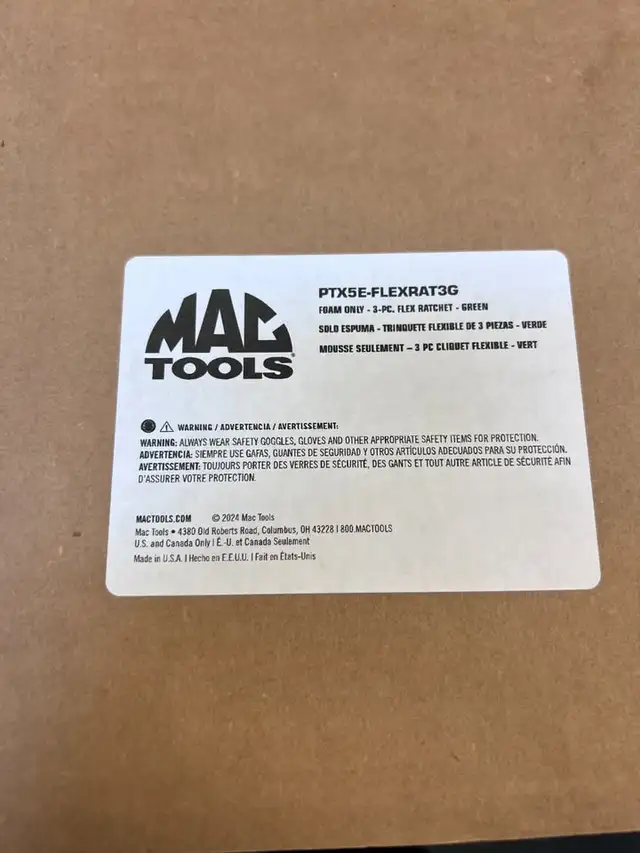 MAC
TOOLS®
PTX5E-FLEXRAT3G
FOAM ONLY - 3-PC. FLEX RATCHET - GREEN
SOLO ESPUMA - TRINQUETE FLEXIBLE DE 3 PIEZAS - VERDE
MOUSSE SEULEMENT – 3 PC CLIQUET FLEXIBLE - VERT
WARNING / ADVERTENCIA / AVERTISSEMENT:
WARNING: ALWAYS WEAR SAFETY GOGGLES, GLOVES AND OTHER APPROPRIATE SAFETY ITEMS FOR PROTECTION.
ADVERTENCIA: SIEMPRE USE GAFAS, GUANTES DE SEGURIDAD Y OTROS ARTÍCULOS ADECUADOS PARA SU PROTECCIÓN.
AVERTISSEMENT: TOUJOURS PORTER DES VERRES DE SÉCURITÉ, DES GANTS ET TOUT AUTRE ARTICLE DE SÉCURITÉ AFIN
D'ASSURER VOTRE PROTECTION.
MACTOOLS.COM © 2024 Mac Tools
Mac Tools • 4380 Old Roberts Road, Columbus, OH 43228 | 800.MACTOOLS
U.S. and Canada Only | É.-U. et Canada Seulement
Made in U.S.A. | Hecho en E.E.U.U. | Fait en États-Unis